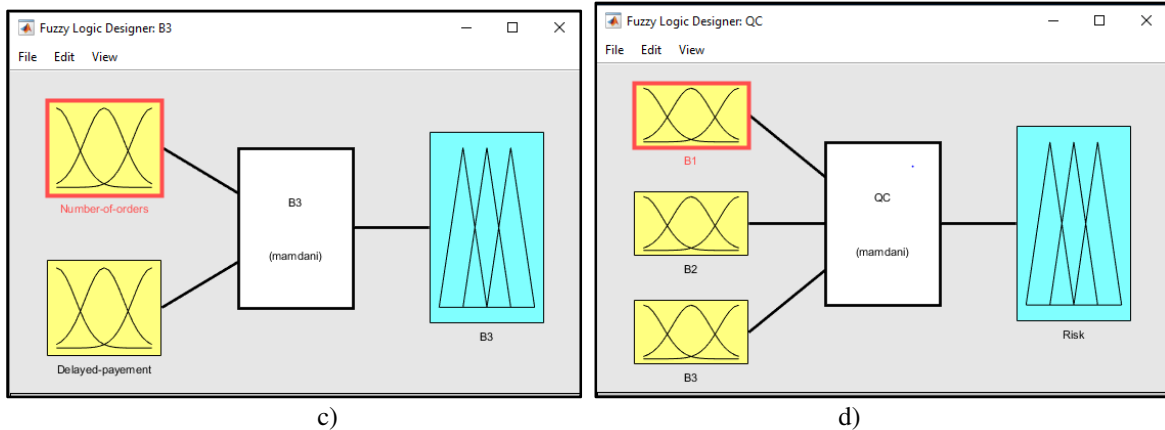 Fuzzy Logic Designer: B3
File Edit View
Number-of-orders
B3
(mamdani)
Delayed-payement
B3
c)
Fuzzy Logic Designer: QC
File Edit View
B1
B2
B3
QC
(mamdani)
Risk
d)